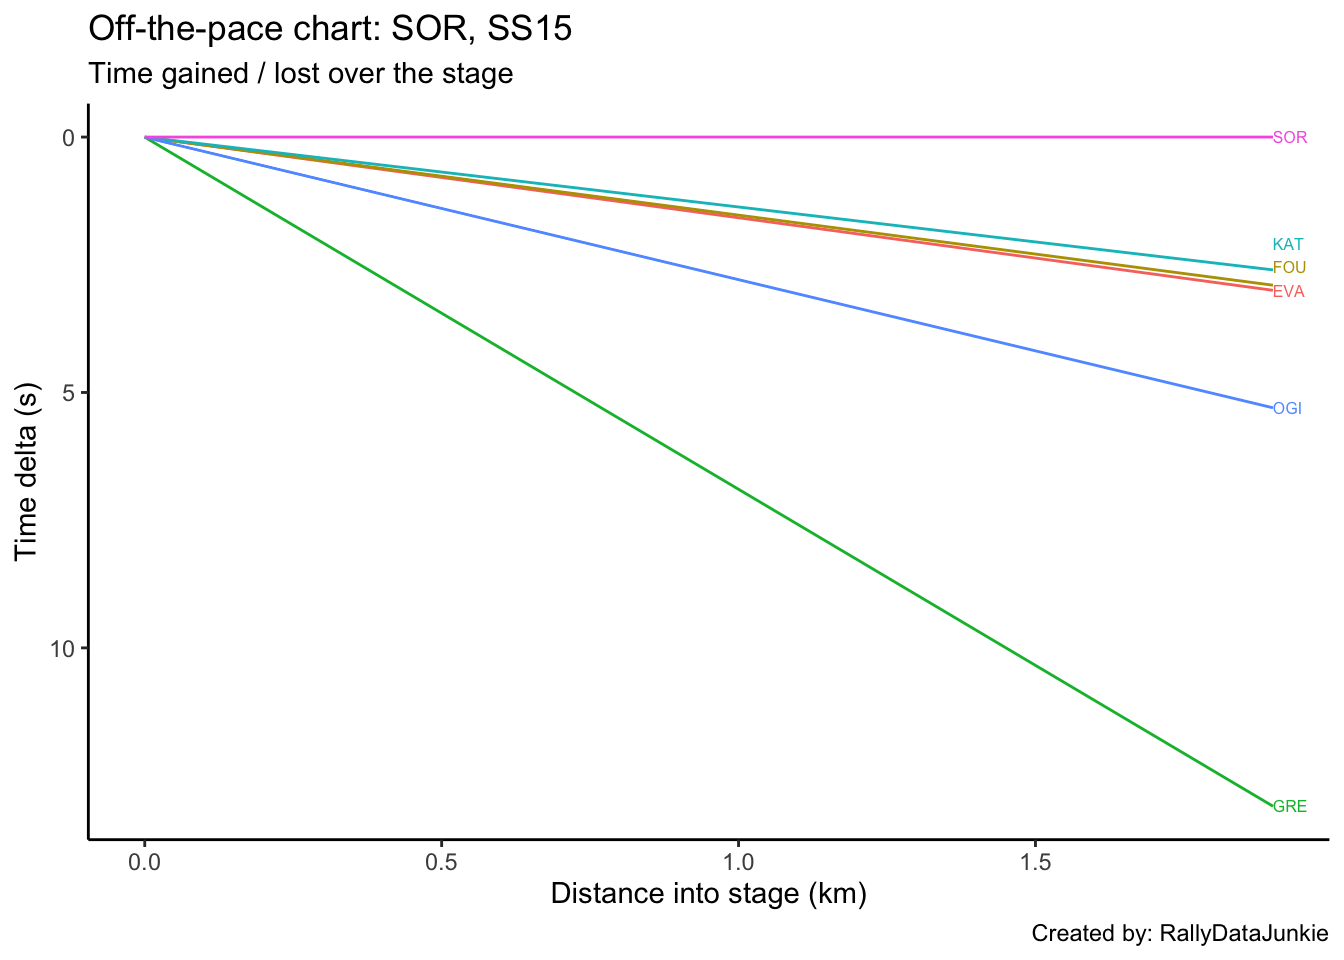 Off-the-pace chart: SOR, SS15
Time gained / lost over the stage
0
5
10
Time delta (s)
SOR
KAT
FOU
EVA
OGI
GRE
0.0 0.5 1.0 1.5
Distance into stage (km)
Created by: RallyDataJunkie